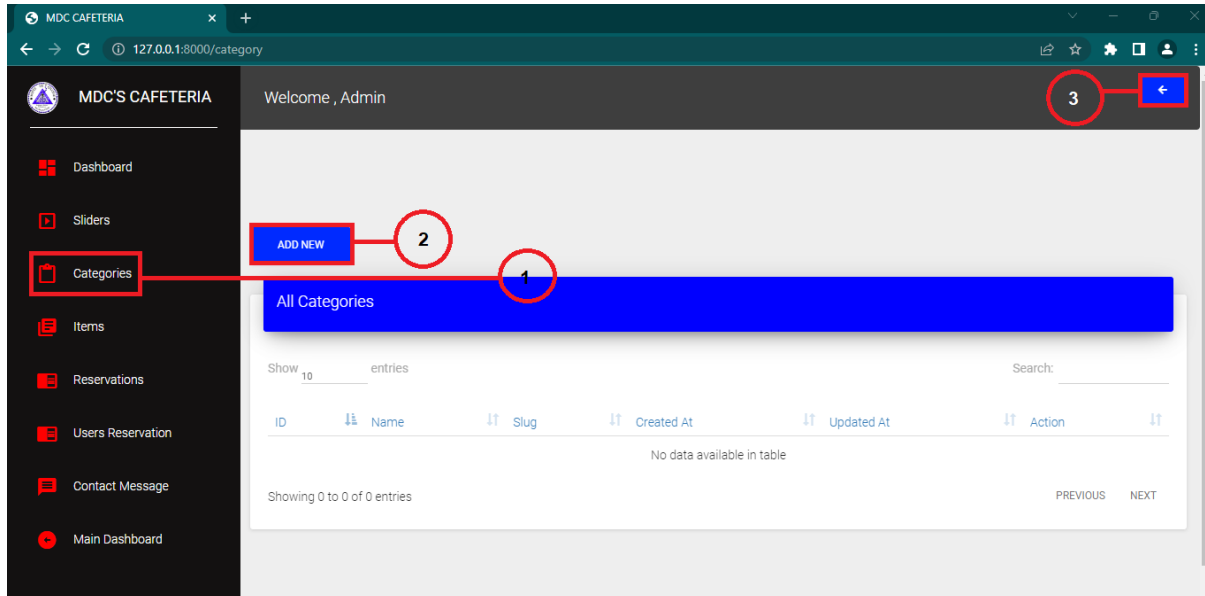 MDC CAFETERIA
127.0.0.1:8000/category
MDC'S CAFETERIA
Welcome , Admin
3
Dashboard
Sliders
Categories
Items
Reservations
Users Reservation
Contact Message
Main Dashboard
ADD NEW
2
1
All Categories
Show 10 entries
Search:
ID Name Slug Created At Updated At Action
No data available in table
Showing 0 to 0 of 0 entries
PREVIOUS NEXT